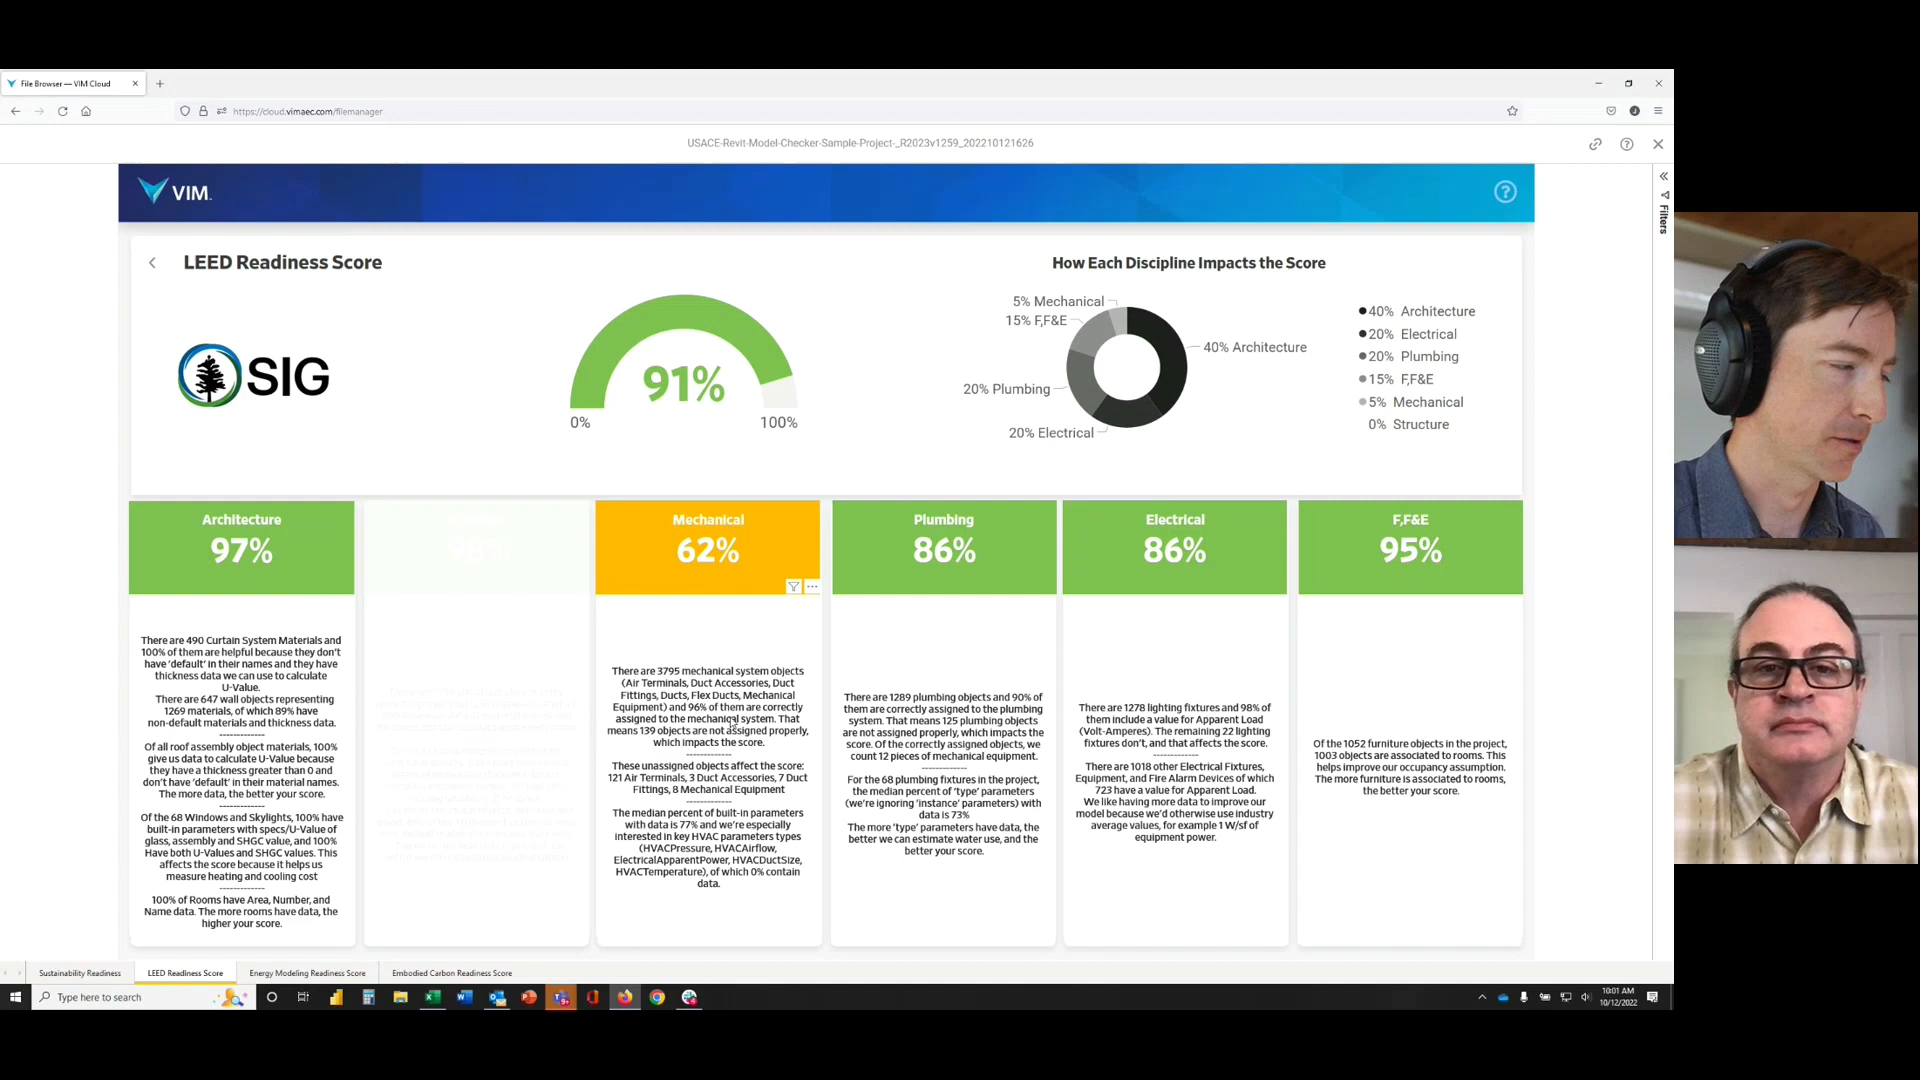 File Browser — VIM Cloud
https://cloud.vimaec.com/filemanager
USACE-Revit-Model-Checker-Sample-Project-_R2023v1259_202210121626
VIM.
Filters
LEED Readiness Score
SIG
91%
0%
100%
How Each Discipline Impacts the Score
5% Mechanical
15% F,F&E
40% Architecture
20% Plumbing
20% Electrical
40% Architecture
20% Electrical
20% Plumbing
15% F,F&E
5% Mechanical
0% Structure
Architecture
97%
There are 490 Curtain System Materials and
100% of them are helpful because they don't
have 'default' in their names and they have
thickness data we can use to calculate
U-Value.
There are 647 wall objects representing
1269 materials, of which 89% have
non-default materials and thickness data.
-------------
Of all roof assembly object materials, 100%
give us data to calculate U-Value because
they have a thickness greater than 0 and
don't have 'default' in their material names.
The more data, the better your score.
-------------
Of the 68 Windows and Skylights, 100% have
built-in parameters with specs/U-Value of
glass, assembly and SHGC value, and 100%
Have both U-Values and SHGC values. This
affects the score because it helps us
measure heating and cooling cost
-------------
100% of Rooms have Area, Number, and
Name data. The more rooms have data, the
higher your score.
98%
Mechanical
62%
There are 3795 mechanical system objects
(Air Terminals, Duct Accessories, Duct
Fittings, Ducts, Flex Ducts, Mechanical
Equipment) and 96% of them are correctly
assigned to the mechanical system. That
means 139 objects are not assigned properly,
which impacts the score.
-------------
These unassigned objects affect the score:
121 Air Terminals, 3 Duct Accessories, 7 Duct
Fittings, 8 Mechanical Equipment
-------------
The median percent of built-in parameters
with data is 77% and we're especially
interested in key HVAC parameters types
(HVACPressure, HVACAirflow,
ElectricalApparentPower, HVACDuctSize,
HVACTemperature), of which 0% contain
data.
Plumbing
86%
There are 1289 plumbing objects and 90% of
them are correctly assigned to the plumbing
system. That means 125 plumbing objects
are not assigned properly, which impacts the
score. Of the correctly assigned objects, we
count 12 pieces of mechanical equipment.
-------------
For the 68 plumbing fixtures in the project,
the median percent of 'type' parameters
(we're ignoring 'instance' parameters) with
data is 73%
The more 'type' parameters have data, the
better we can estimate water use, and the
better your score.
Electrical
86%
There are 1278 lighting fixtures and 98% of
them include a value for Apparent Load
(Volt-Amperes). The remaining 22 lighting
fixtures don't, and that affects the score.
-------------
There are 1018 other Electrical Fixtures,
Equipment, and Fire Alarm Devices of which
723 have a value for Apparent Load.
We like having more data to improve our
model because we'd otherwise use industry
average values, for example 1 W/sf of
equipment power.
F,F&E
95%
Of the 1052 furniture objects in the project,
1003 objects are associated to rooms. This
helps improve our occupancy assumption.
The more furniture is associated to rooms,
the better your score.
Sustainability Readiness
LEED Readiness Score
Energy Modeling Readiness Score
Embodied Carbon Readiness Score
Type here to search
10:01 AM
10/12/2022